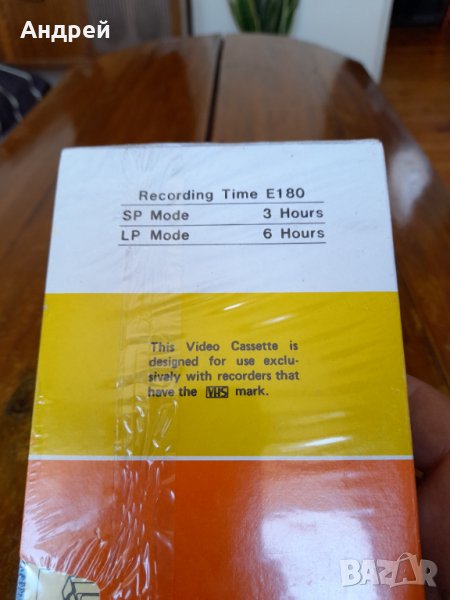 Андрей
Recording Time E180
SP Mode 3 Hours
LP Mode 6 Hours
This Video Cassette is
designed for use exclu-
sively with recorders that
have the VHS mark.
BAZAR